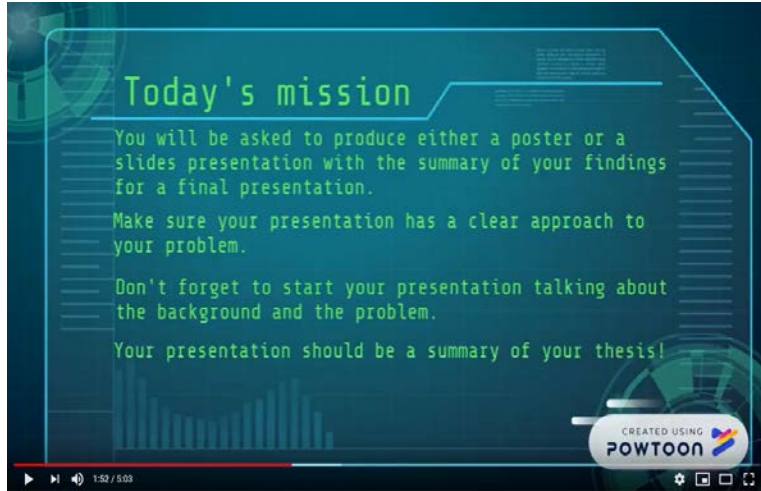 Today's mission
You will be asked to produce either a poster or a
slides presentation with the summary of your findings
for a final presentation.
Make sure your presentation has a clear approach to
your problem.
Don't forget to start your presentation talking about
the background and the problem.
Your presentation should be a summary of your thesis!
CREATED USING
POWTOON
1:52 / 5:03